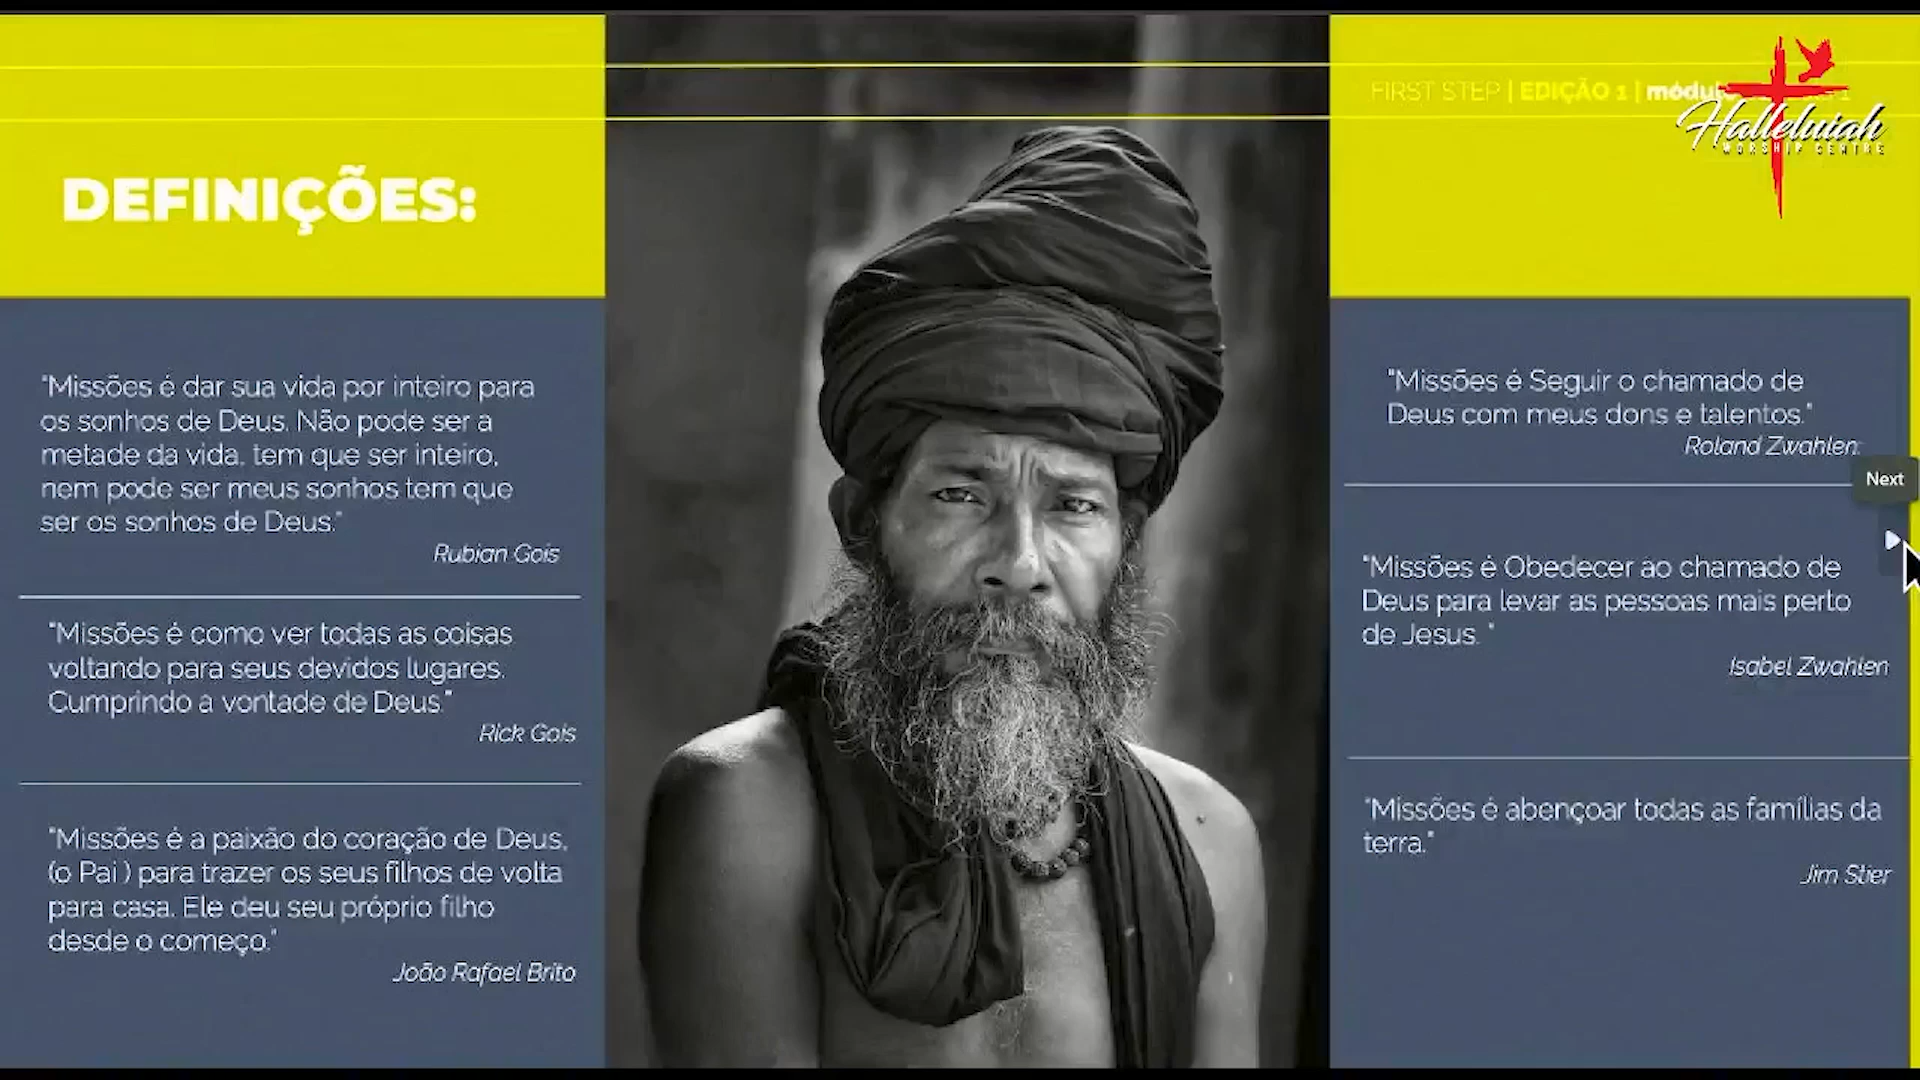 FIRST STEP | EDIÇÃO 1 |
Halleluiah
WORSHIP CENTRE
DEFINIÇÕES:
"Missões é dar sua vida por inteiro para
os sonhos de Deus. Não pode ser a
metade da vida, tem que ser inteiro,
nem pode ser meus sonhos tem que
ser os sonhos de Deus."
Rubian Gois
"Missões é como ver todas as coisas
voltando para seus devidos lugares.
Cumprindo a vontade de Deus."
Rick Gois
"Missões é a paixão do coração de Deus,
(o Pai ) para trazer os seus filhos de volta
para casa. Ele deu seu próprio filho
desde o começo."
João Rafael Brito
"Missões é Seguir o chamado de
Deus com meus dons e talentos."
Roland Zwahlen.
Next
"Missões é Obedecer ao chamado de
Deus para levar as pessoas mais perto
de Jesus. "
Isabel Zwahlen
"Missões é abençoar todas as famílias da
terra."
Jim Stier